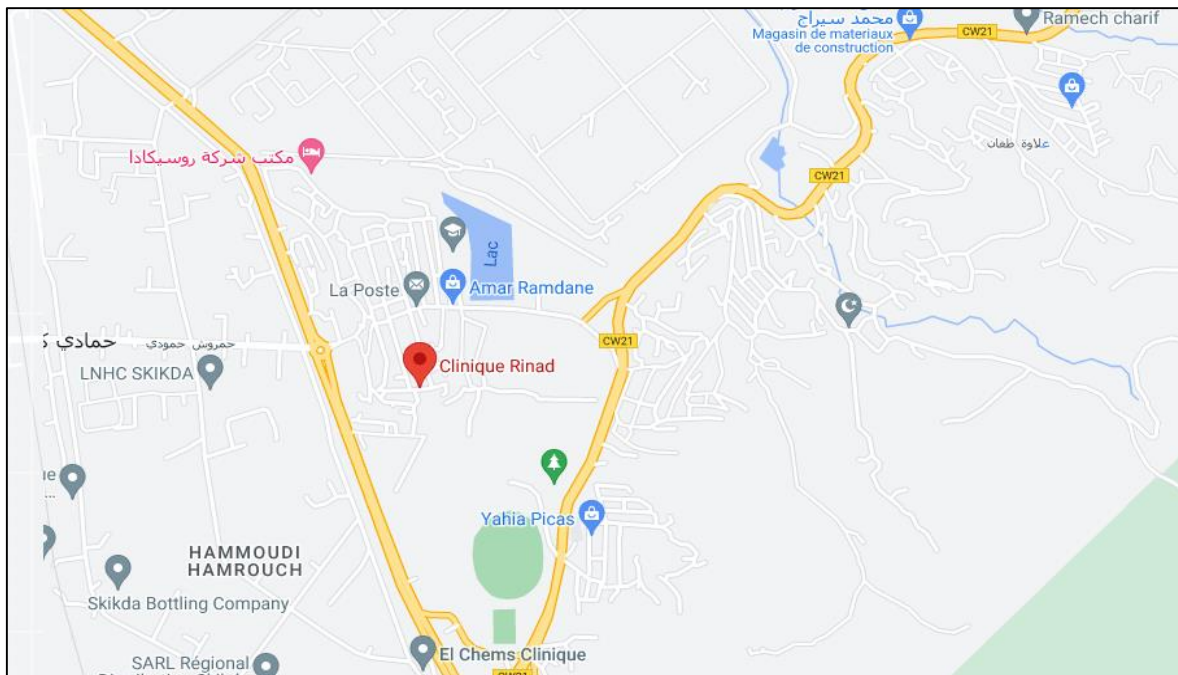 محمد سيراج
Magasin de materiaux
de construction
CW21
Ramech charif
مكتب شركة روسيكادا
علاوة طفان
CW21
Lac
La Poste
Amar Ramdane
حمادي
حمروش حمودي
CW21
LNHC SKIKDA
Clinique Rinad
Yahia Picas
HAMMOUDI
HAMROUCH
Skikda Bottling Company
El Chems Clinique
SARL Régional
CW21